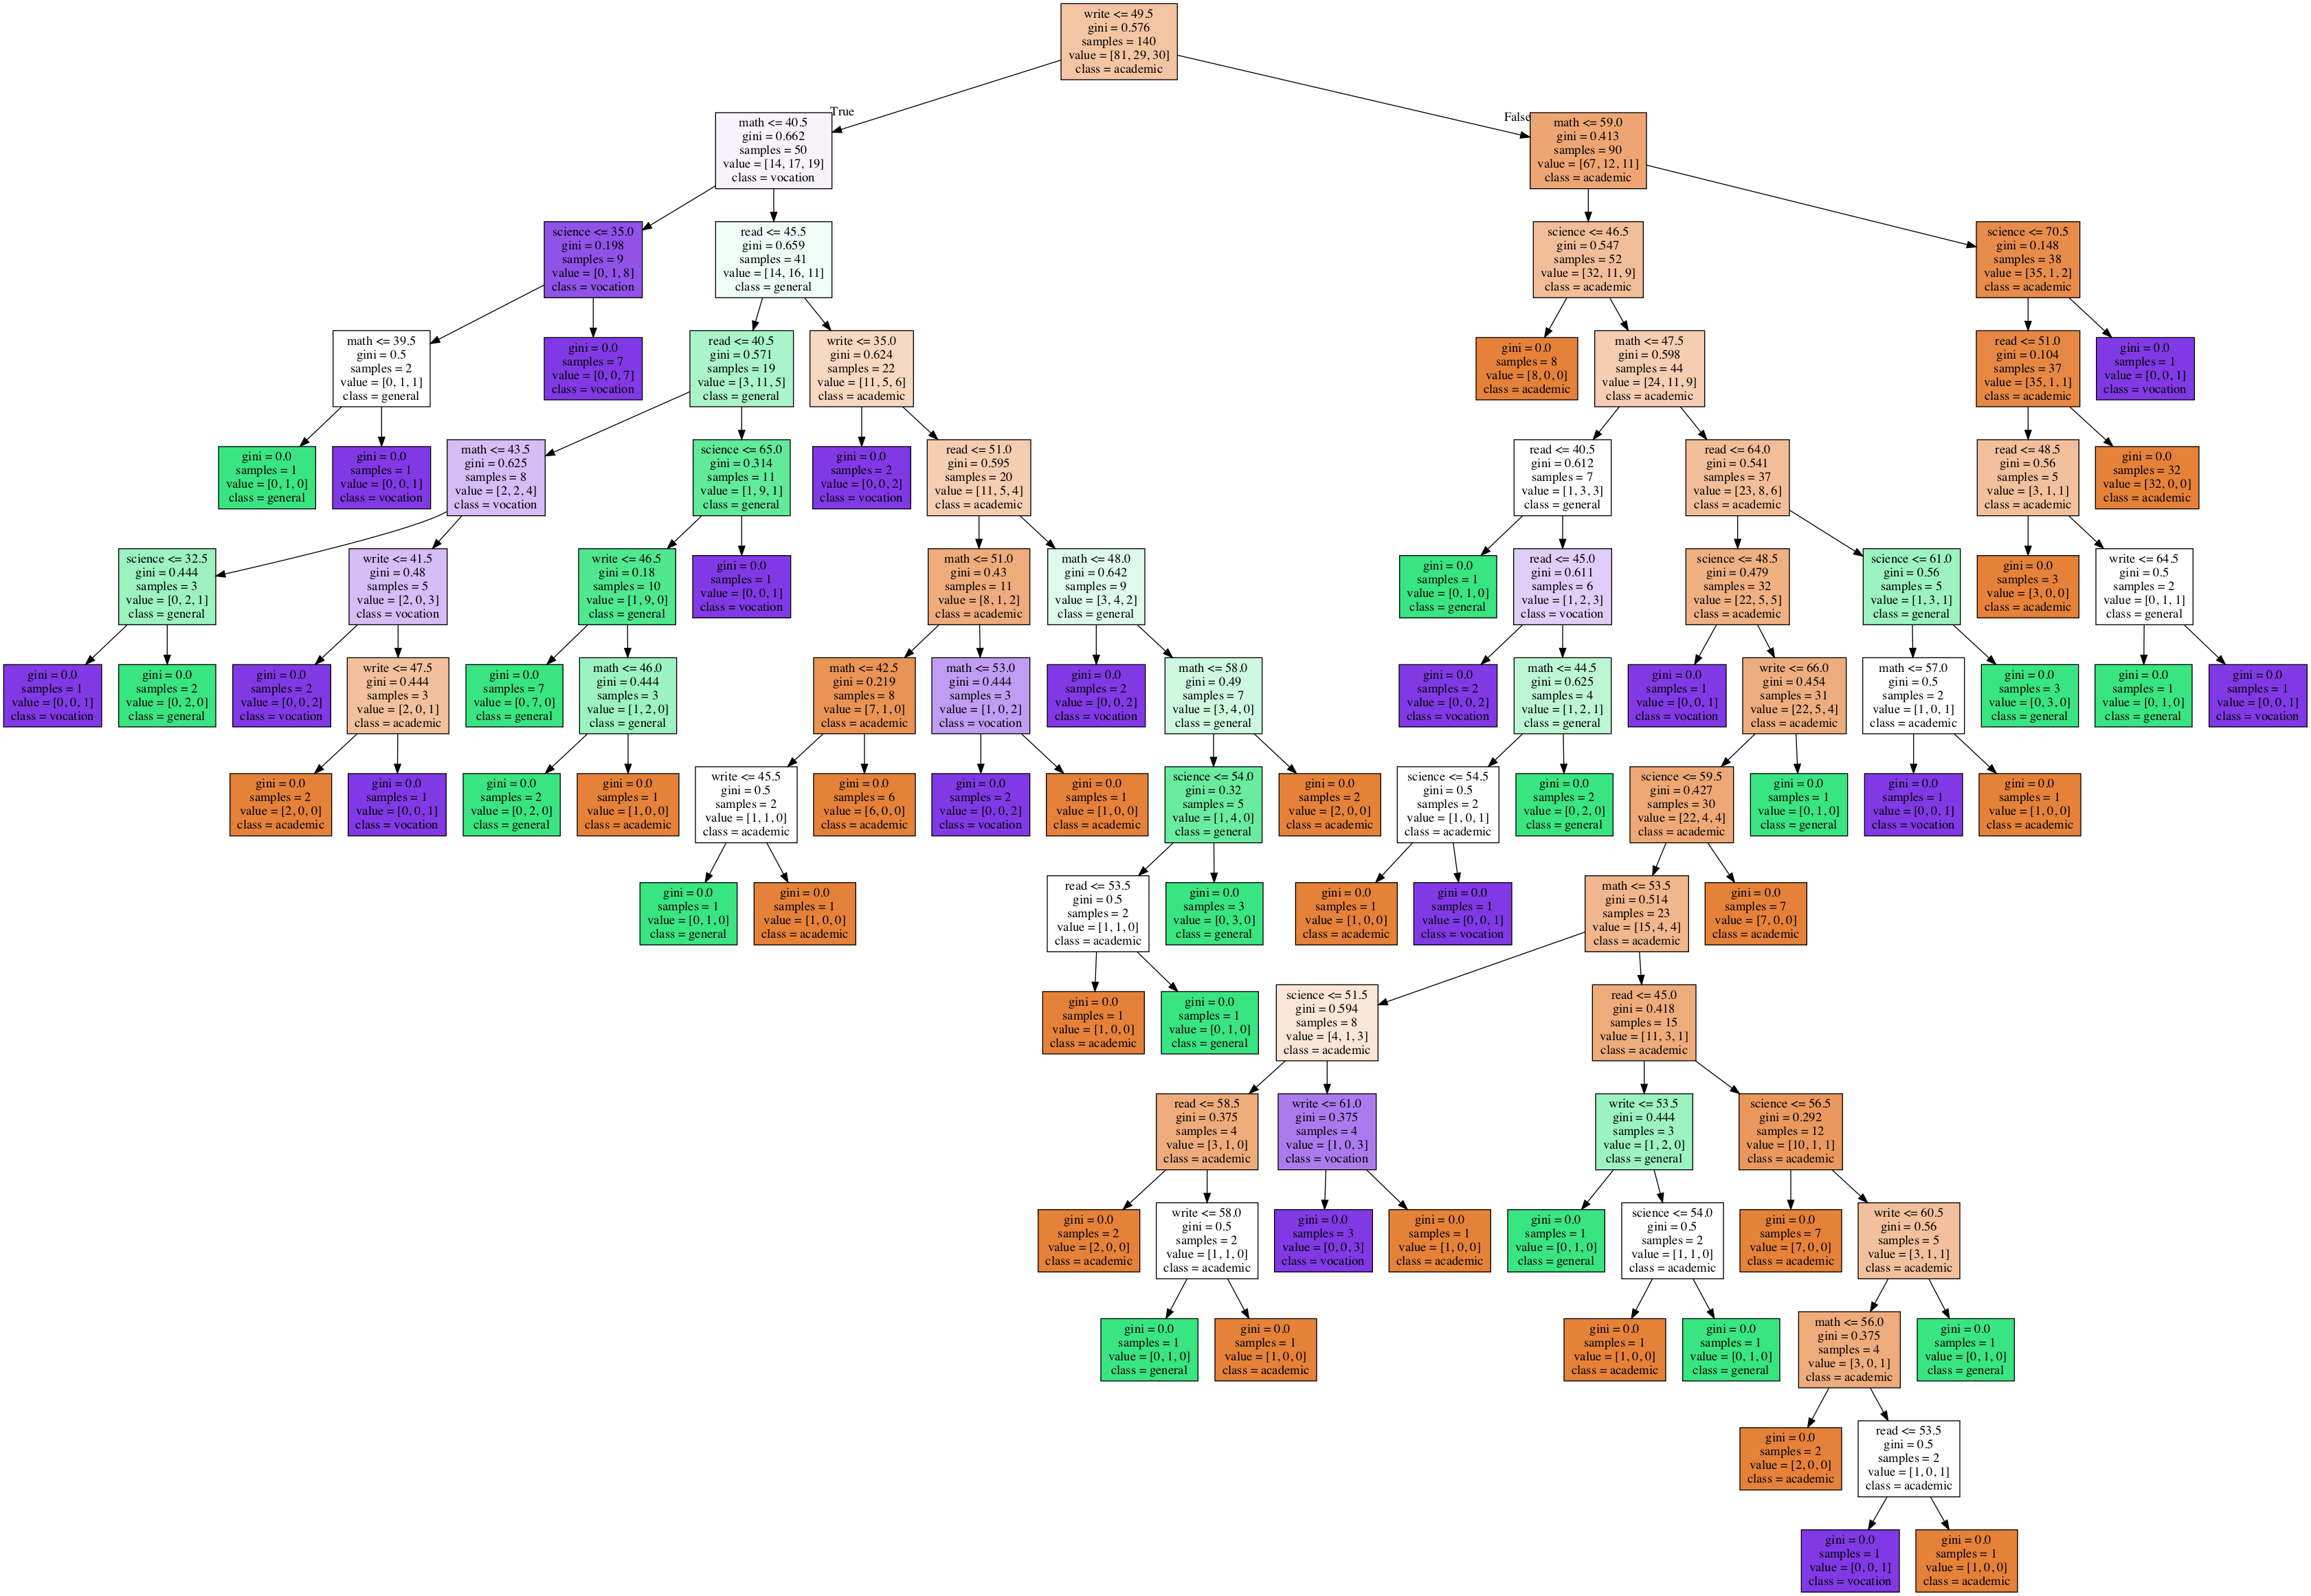 write <= 49.5
gini = 0.576
samples = 140
value = [81, 29, 30]
class = academic
True
False
math <= 40.5
gini = 0.662
samples = 50
value = [14, 17, 19]
class = vocation
math <= 59.0
gini = 0.413
samples = 90
value = [67, 12, 11]
class = academic
science <= 35.0
gini = 0.198
samples = 9
value = [0, 1, 8]
class = vocation
read <= 45.5
gini = 0.659
samples = 41
value = [14, 16, 11]
class = general
science <= 46.5
gini = 0.547
samples = 52
value = [32, 11, 9]
class = academic
science <= 70.5
gini = 0.148
samples = 38
value = [35, 1, 2]
class = academic
math <= 39.5
gini = 0.5
samples = 2
value = [0, 1, 1]
class = general
gini = 0.0
samples = 7
value = [0, 0, 7]
class = vocation
read <= 40.5
gini = 0.571
samples = 19
value = [3, 11, 5]
class = general
write <= 35.0
gini = 0.624
samples = 22
value = [11, 5, 6]
class = academic
gini = 0.0
samples = 8
value = [8, 0, 0]
class = academic
math <= 47.5
gini = 0.598
samples = 44
value = [24, 11, 9]
class = academic
read <= 51.0
gini = 0.104
samples = 37
value = [35, 1, 1]
class = academic
gini = 0.0
samples = 1
value = [0, 0, 1]
class = vocation
gini = 0.0
samples = 1
value = [0, 1, 0]
class = general
gini = 0.0
samples = 1
value = [0, 0, 1]
class = vocation
math <= 43.5
gini = 0.625
samples = 8
value = [2, 2, 4]
class = vocation
science <= 65.0
gini = 0.314
samples = 11
value = [1, 9, 1]
class = general
gini = 0.0
samples = 2
value = [0, 0, 2]
class = vocation
read <= 51.0
gini = 0.595
samples = 20
value = [11, 5, 4]
class = academic
read <= 40.5
gini = 0.612
samples = 7
value = [1, 3, 3]
class = general
read <= 64.0
gini = 0.541
samples = 37
value = [23, 8, 6]
class = academic
read <= 48.5
gini = 0.56
samples = 5
value = [3, 1, 1]
class = academic
gini = 0.0
samples = 32
value = [32, 0, 0]
class = academic
science <= 32.5
gini = 0.444
samples = 3
value = [0, 2, 1]
class = general
write <= 41.5
gini = 0.48
samples = 5
value = [2, 0, 3]
class = vocation
write <= 46.5
gini = 0.18
samples = 10
value = [1, 9, 0]
class = general
gini = 0.0
samples = 1
value = [0, 0, 1]
class = vocation
math <= 51.0
gini = 0.43
samples = 11
value = [8, 1, 2]
class = academic
math <= 48.0
gini = 0.642
samples = 9
value = [3, 4, 2]
class = general
gini = 0.0
samples = 1
value = [0, 1, 0]
class = general
read <= 45.0
gini = 0.611
samples = 6
value = [1, 2, 3]
class = vocation
science <= 48.5
gini = 0.479
samples = 32
value = [22, 5, 5]
class = academic
science <= 61.0
gini = 0.56
samples = 5
value = [1, 3, 1]
class = general
gini = 0.0
samples = 3
value = [3, 0, 0]
class = academic
write <= 64.5
gini = 0.5
samples = 2
value = [0, 1, 1]
class = general
gini = 0.0
samples = 1
value = [0, 0, 1]
class = vocation
gini = 0.0
samples = 2
value = [0, 2, 0]
class = general
gini = 0.0
samples = 2
value = [0, 0, 2]
class = vocation
write <= 47.5
gini = 0.444
samples = 3
value = [2, 0, 1]
class = academic
gini = 0.0
samples = 7
value = [0, 7, 0]
class = general
math <= 46.0
gini = 0.444
samples = 3
value = [1, 2, 0]
class = general
math <= 42.5
gini = 0.219
samples = 8
value = [7, 1, 0]
class = academic
math <= 53.0
gini = 0.444
samples = 3
value = [1, 0, 2]
class = vocation
gini = 0.0
samples = 2
value = [0, 0, 2]
class = vocation
math <= 58.0
gini = 0.49
samples = 7
value = [3, 4, 0]
class = general
gini = 0.0
samples = 2
value = [0, 0, 2]
class = vocation
math <= 44.5
gini = 0.625
samples = 4
value = [1, 2, 1]
class = general
gini = 0.0
samples = 1
value = [0, 0, 1]
class = vocation
write <= 66.0
gini = 0.454
samples = 31
value = [22, 5, 4]
class = academic
math <= 57.0
gini = 0.5
samples = 2
value = [1, 0, 1]
class = academic
gini = 0.0
samples = 3
value = [0, 3, 0]
class = general
gini = 0.0
samples = 1
value = [0, 1, 0]
class = general
gini = 0.0
samples = 1
value = [0, 0, 1]
class = vocation
gini = 0.0
samples = 2
value = [2, 0, 0]
class = academic
gini = 0.0
samples = 1
value = [0, 0, 1]
class = vocation
gini = 0.0
samples = 2
value = [0, 2, 0]
class = general
gini = 0.0
samples = 1
value = [1, 0, 0]
class = academic
write <= 45.5
gini = 0.5
samples = 2
value = [1, 1, 0]
class = academic
gini = 0.0
samples = 6
value = [6, 0, 0]
class = academic
gini = 0.0
samples = 2
value = [0, 0, 2]
class = vocation
gini = 0.0
samples = 1
value = [1, 0, 0]
class = academic
science <= 54.0
gini = 0.32
samples = 5
value = [1, 4, 0]
class = general
gini = 0.0
samples = 2
value = [2, 0, 0]
class = academic
science <= 54.5
gini = 0.5
samples = 2
value = [1, 0, 1]
class = academic
gini = 0.0
samples = 2
value = [0, 2, 0]
class = general
science <= 59.5
gini = 0.427
samples = 30
value = [22, 4, 4]
class = academic
gini = 0.0
samples = 1
value = [0, 1, 0]
class = general
gini = 0.0
samples = 1
value = [0, 0, 1]
class = vocation
gini = 0.0
samples = 1
value = [1, 0, 0]
class = academic
gini = 0.0
samples = 1
value = [0, 1, 0]
class = general
gini = 0.0
samples = 1
value = [1, 0, 0]
class = academic
read <= 53.5
gini = 0.5
samples = 2
value = [1, 1, 0]
class = academic
gini = 0.0
samples = 3
value = [0, 3, 0]
class = general
gini = 0.0
samples = 1
value = [1, 0, 0]
class = academic
gini = 0.0
samples = 1
value = [0, 0, 1]
class = vocation
math <= 53.5
gini = 0.514
samples = 23
value = [15, 4, 4]
class = academic
gini = 0.0
samples = 7
value = [7, 0, 0]
class = academic
gini = 0.0
samples = 1
value = [1, 0, 0]
class = academic
gini = 0.0
samples = 1
value = [0, 1, 0]
class = general
science <= 51.5
gini = 0.594
samples = 8
value = [4, 1, 3]
class = academic
read <= 45.0
gini = 0.418
samples = 15
value = [11, 3, 1]
class = academic
read <= 58.5
gini = 0.375
samples = 4
value = [3, 1, 0]
class = academic
write <= 61.0
gini = 0.375
samples = 4
value = [1, 0, 3]
class = vocation
write <= 53.5
gini = 0.444
samples = 3
value = [1, 2, 0]
class = general
science <= 56.5
gini = 0.292
samples = 12
value = [10, 1, 1]
class = academic
gini = 0.0
samples = 2
value = [2, 0, 0]
class = academic
write <= 58.0
gini = 0.5
samples = 2
value = [1, 1, 0]
class = academic
gini = 0.0
samples = 3
value = [0, 0, 3]
class = vocation
gini = 0.0
samples = 1
value = [1, 0, 0]
class = academic
gini = 0.0
samples = 1
value = [0, 1, 0]
class = general
science <= 54.0
gini = 0.5
samples = 2
value = [1, 1, 0]
class = academic
gini = 0.0
samples = 7
value = [7, 0, 0]
class = academic
write <= 60.5
gini = 0.56
samples = 5
value = [3, 1, 1]
class = academic
gini = 0.0
samples = 1
value = [0, 1, 0]
class = general
gini = 0.0
samples = 1
value = [1, 0, 0]
class = academic
gini = 0.0
samples = 1
value = [1, 0, 0]
class = academic
gini = 0.0
samples = 1
value = [0, 1, 0]
class = general
math <= 56.0
gini = 0.375
samples = 4
value = [3, 0, 1]
class = academic
gini = 0.0
samples = 1
value = [0, 1, 0]
class = general
gini = 0.0
samples = 2
value = [2, 0, 0]
class = academic
read <= 53.5
gini = 0.5
samples = 2
value = [1, 0, 1]
class = academic
gini = 0.0
samples = 1
value = [0, 0, 1]
class = vocation
gini = 0.0
samples = 1
value = [1, 0, 0]
class = academic